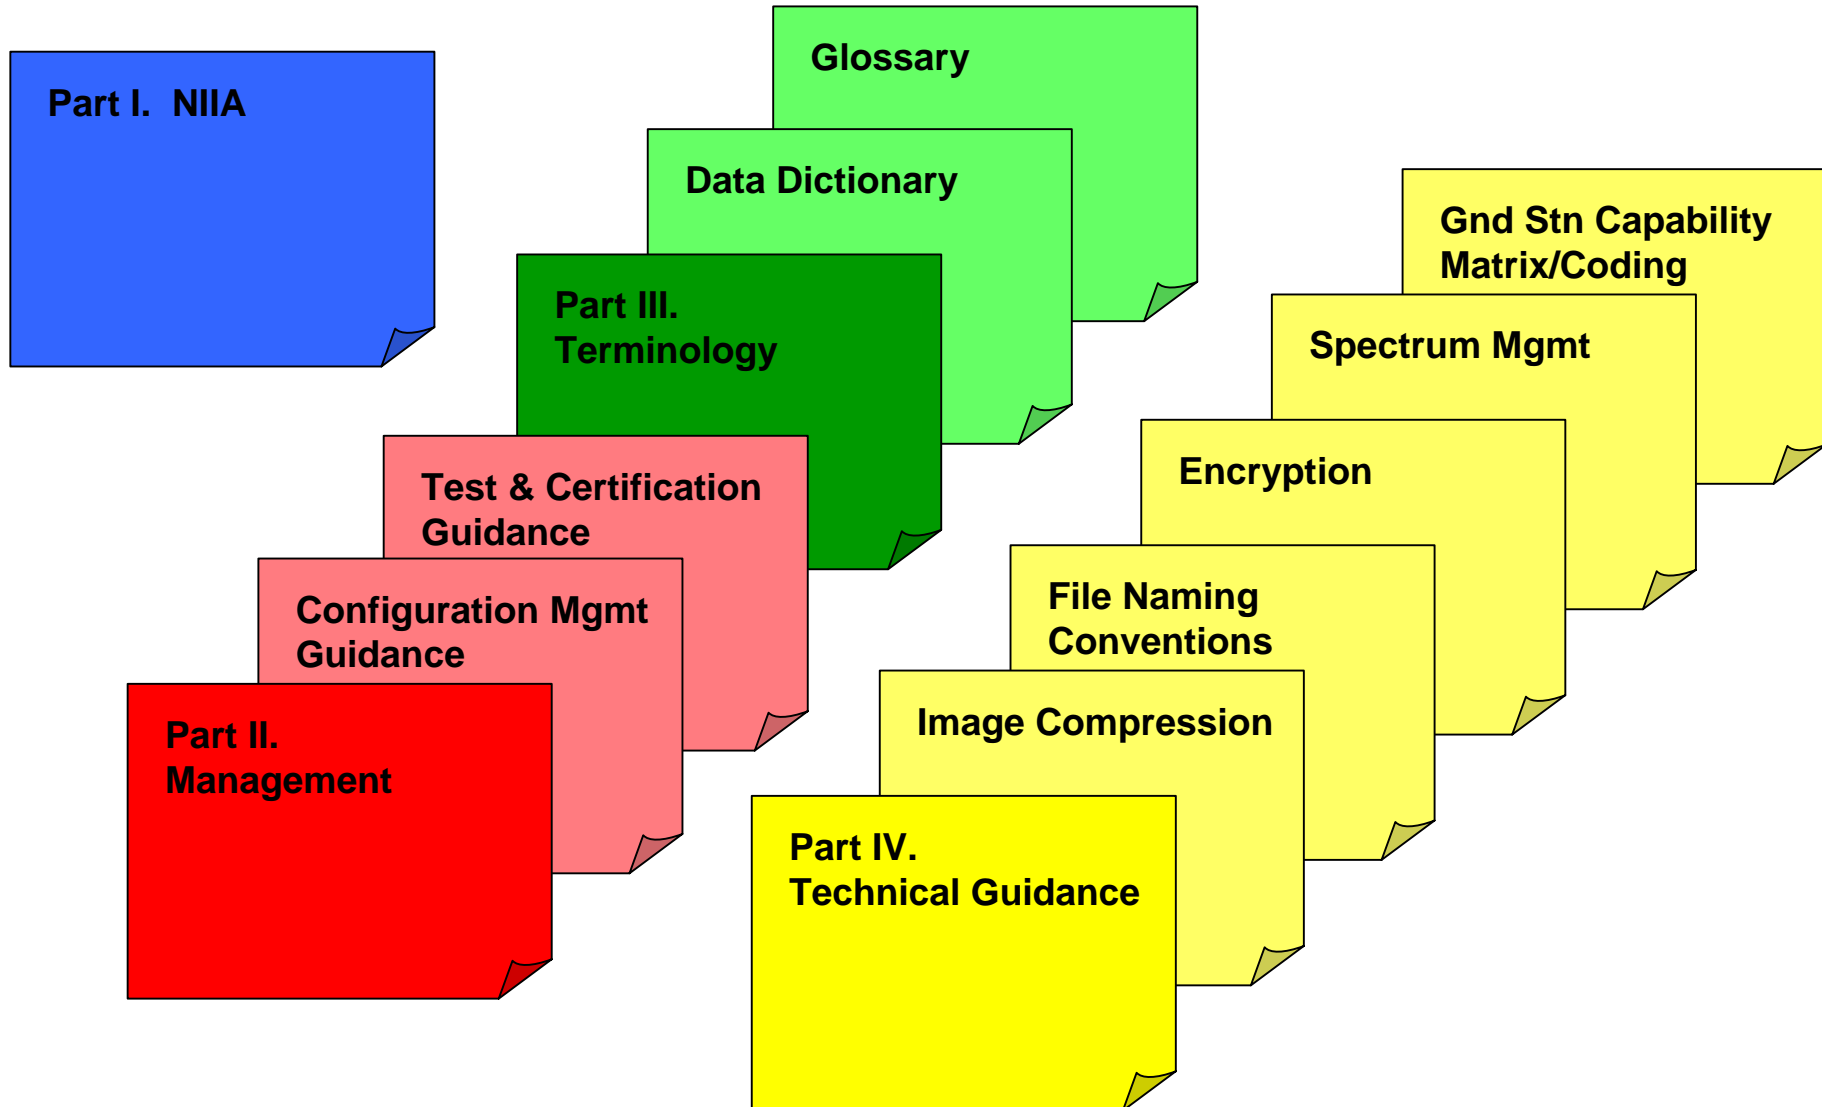 Part I.  NIIA
Glossary
Data Dictionary
Part III.
Terminology
Test & Certification
Guidance
Configuration Mgmt
Guidance
Part II.
Management
Gnd Stn Capability
Matrix/Coding
Spectrum Mgmt
Encryption
File Naming
Conventions
Image Compression
Part IV.
Technical Guidance